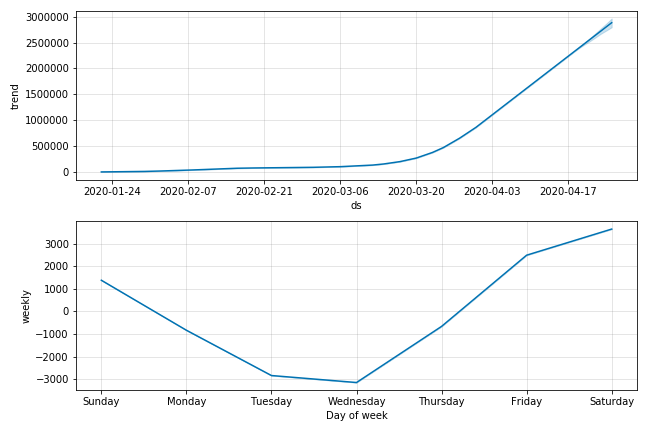 3000000
2500000
2000000
1500000
1000000
500000
0
trend
2020-01-24 2020-02-07 2020-02-21 2020-03-06 2020-03-20 2020-04-03 2020-04-17
ds
3000
2000
1000
0
−1000
−2000
−3000
weekly
Sunday Monday Tuesday Wednesday Thursday Friday Saturday
Day of week